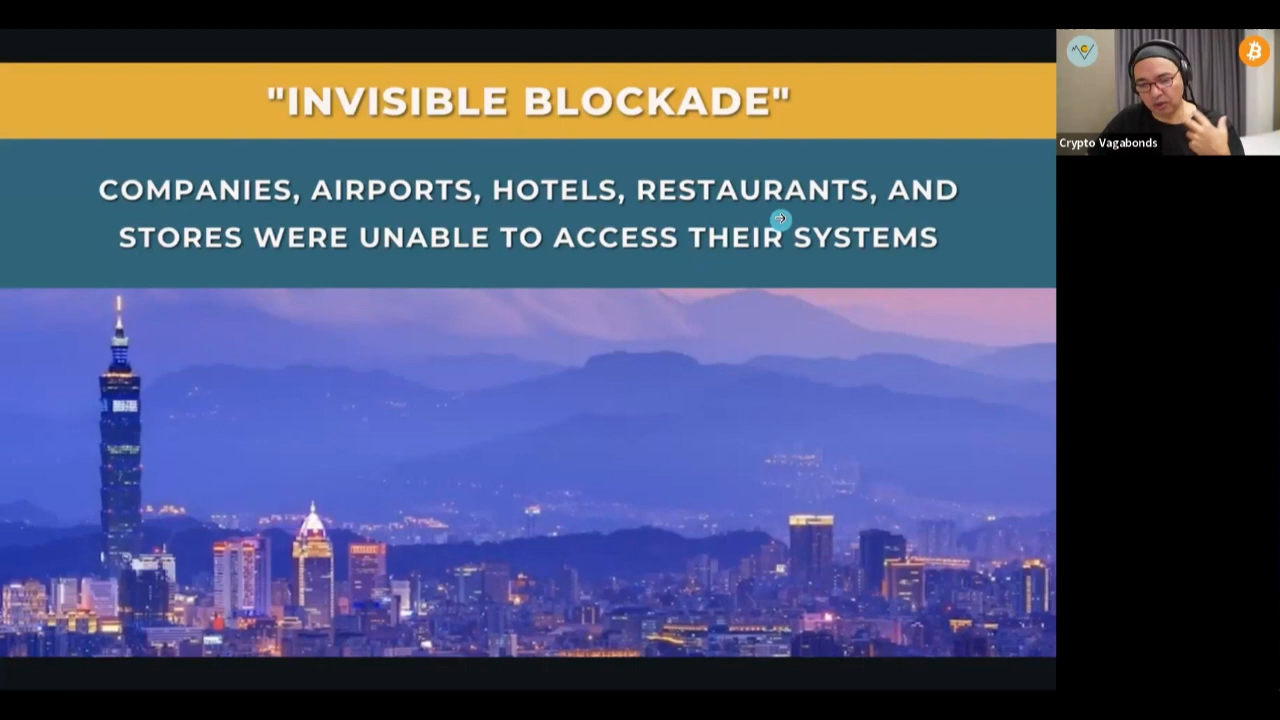 "INVISIBLE BLOCKADE"
COMPANIES, AIRPORTS, HOTELS, RESTAURANTS, AND
STORES WERE UNABLE TO ACCESS THEIR SYSTEMS
Crypto Vagabonds